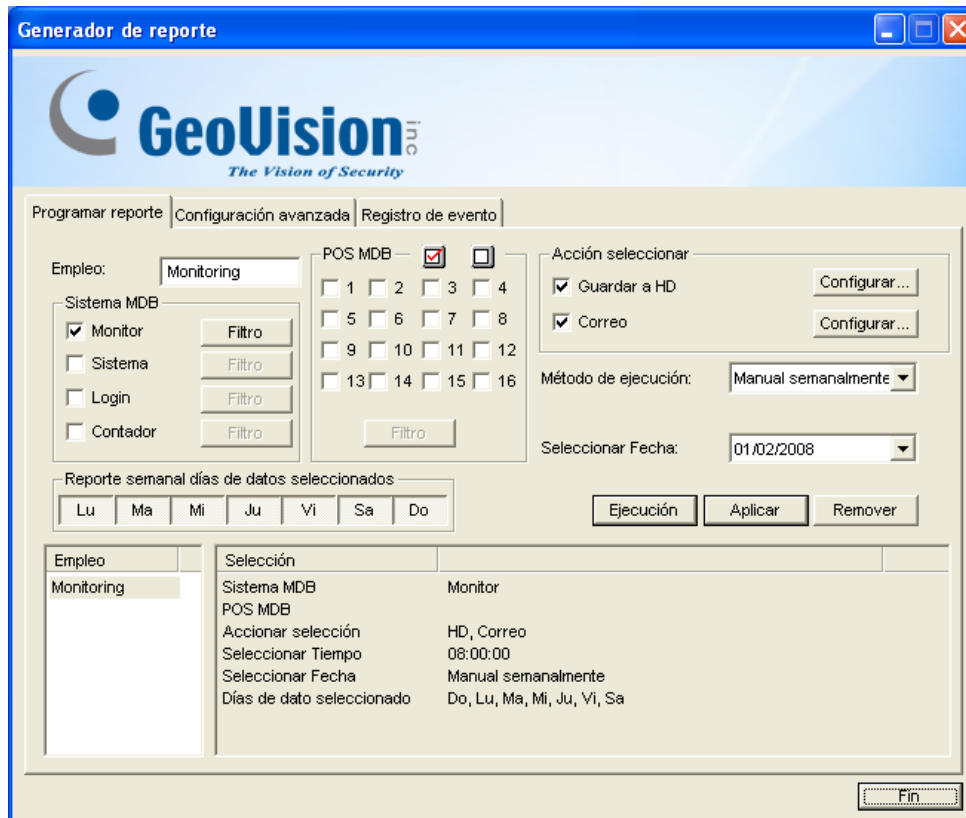 Generador de reporte
GeoVision inc
The Vision of Security
Programar reporte Configuración avanzada Registro de evento
Empleo: Monitoring
Sistema MDB
Monitor Filtro
Sistema Filtro
Login Filtro
Contador Filtro
POS MDB
1 2 3 4
5 6 7 8
9 10 11 12
13 14 15 16
Filtro
Acción seleccionar
Guardar a HD Configurar...
Correo Configurar...
Método de ejecución: Manual semanalmente
Seleccionar Fecha: 01/02/2008
Reporte semanal días de datos seleccionados
Lu Ma Mi Ju Vi Sa Do
Ejecución Aplicar Remover
Empleo
Monitoring
Selección
Sistema MDB Monitor
POS MDB
Accionar selección HD, Correo
Seleccionar Tiempo 08:00:00
Seleccionar Fecha Manual semanalmente
Días de dato seleccionado Do, Lu, Ma, Mi, Ju, Vi, Sa
Fin